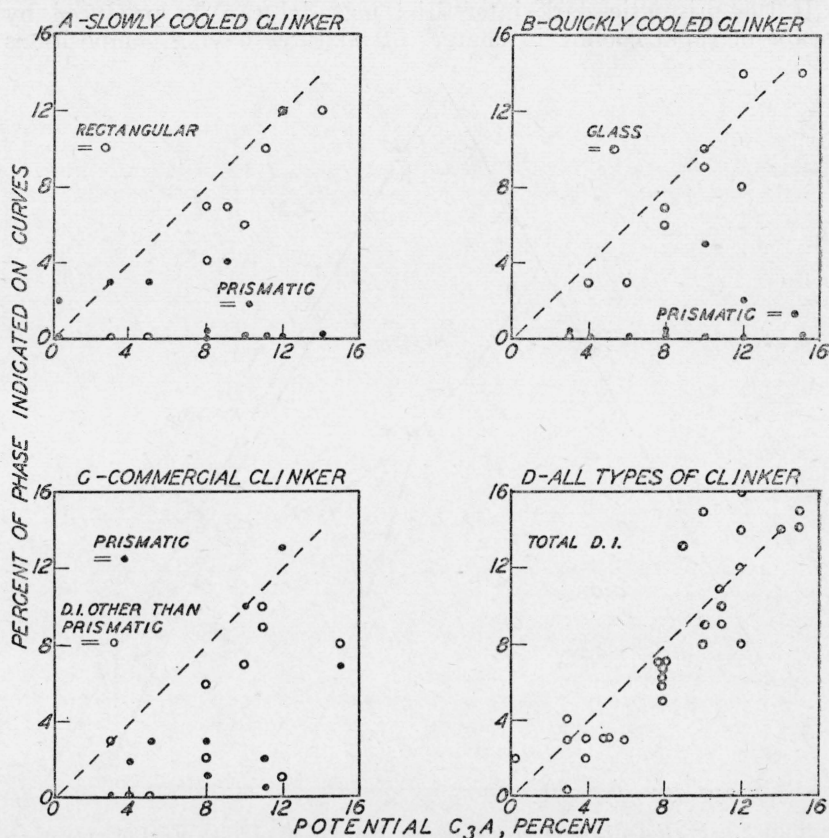 A-SLOWLY COOLED CLINKER
B-QUICKLY COOLED CLINKER
16
12
8
4
0
RECTANGULAR
= o
PRISMATIC
= •
0 4 8 12 16
16
12
8
4
0
GLASS
= o
PRISMATIC = •
0 4 8 12 16
PERCENT OF PHASE INDICATED ON CURVES
C-COMMERCIAL CLINKER
D-ALL TYPES OF CLINKER
16
12
8
4
0
PRISMATIC
= •
D.I. OTHER THAN
PRISMATIC
= o
0 4 8 12 16
16
12
8
4
0
TOTAL D.I.
0 4 8 12 16
POTENTIAL C₃A, PERCENT